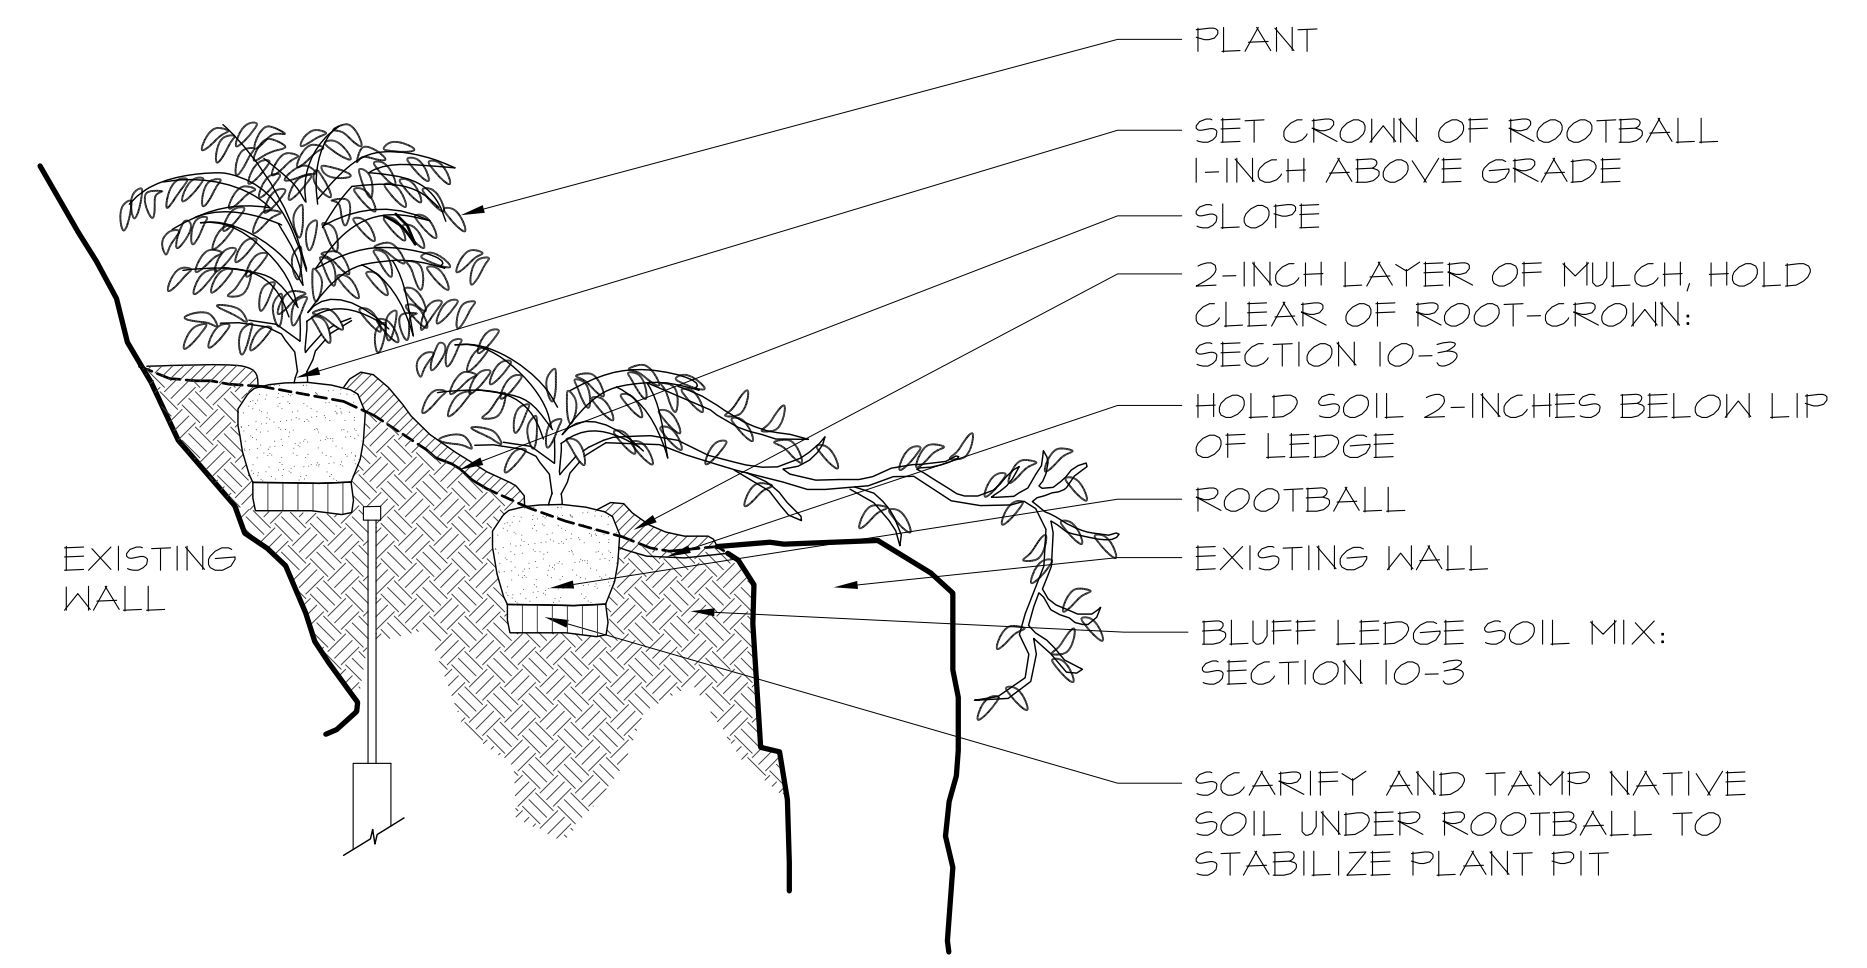 PLANT
SET CROWN OF ROOTBALL
1-INCH ABOVE GRADE
SLOPE
2-INCH LAYER OF MULCH, HOLD
CLEAR OF ROOT-CROWN:
SECTION 10-3
HOLD SOIL 2-INCHES BELOW LIP
OF LEDGE
ROOTBALL
EXISTING
WALL
EXISTING WALL
BLUFF LEDGE SOIL MIX:
SECTION 10-3
SCARIFY AND TAMP NATIVE
SOIL UNDER ROOTBALL TO
STABILIZE PLANT PIT